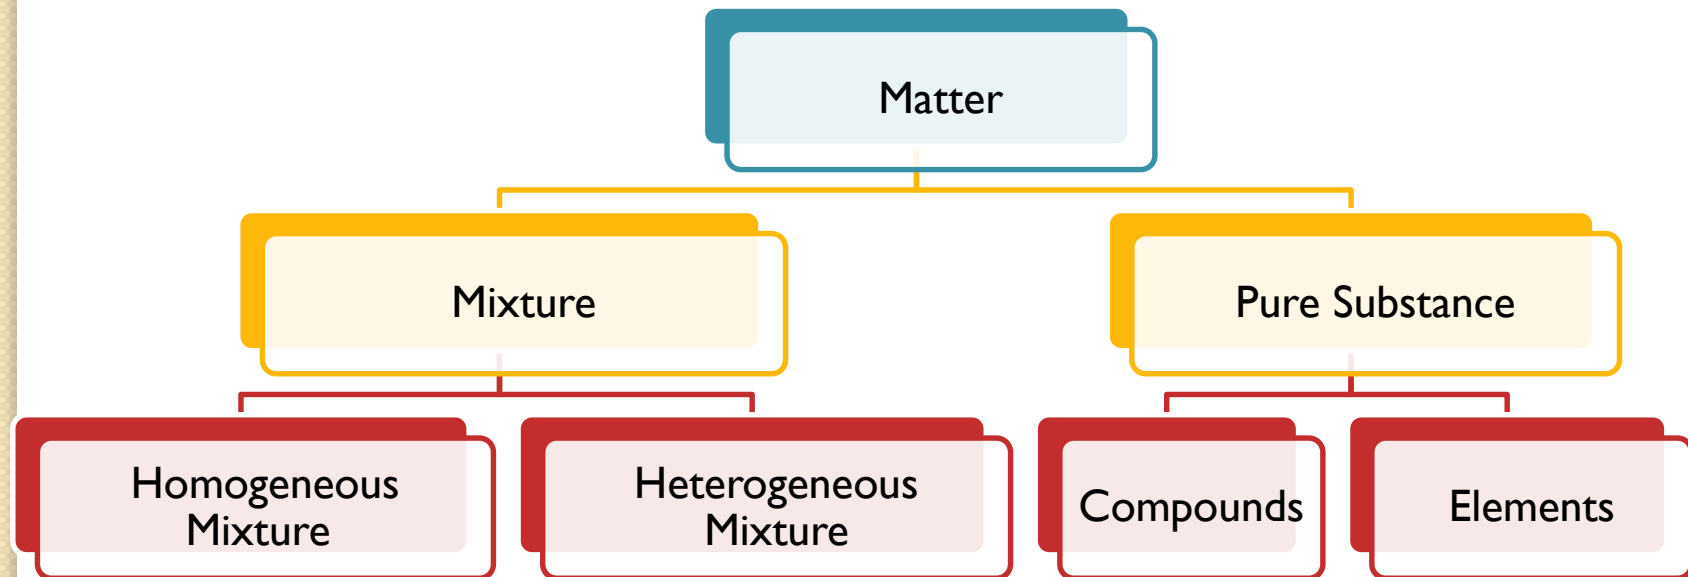 Matter
Mixture
Pure Substance
Homogeneous
Mixture
Heterogeneous
Mixture
Compounds
Elements